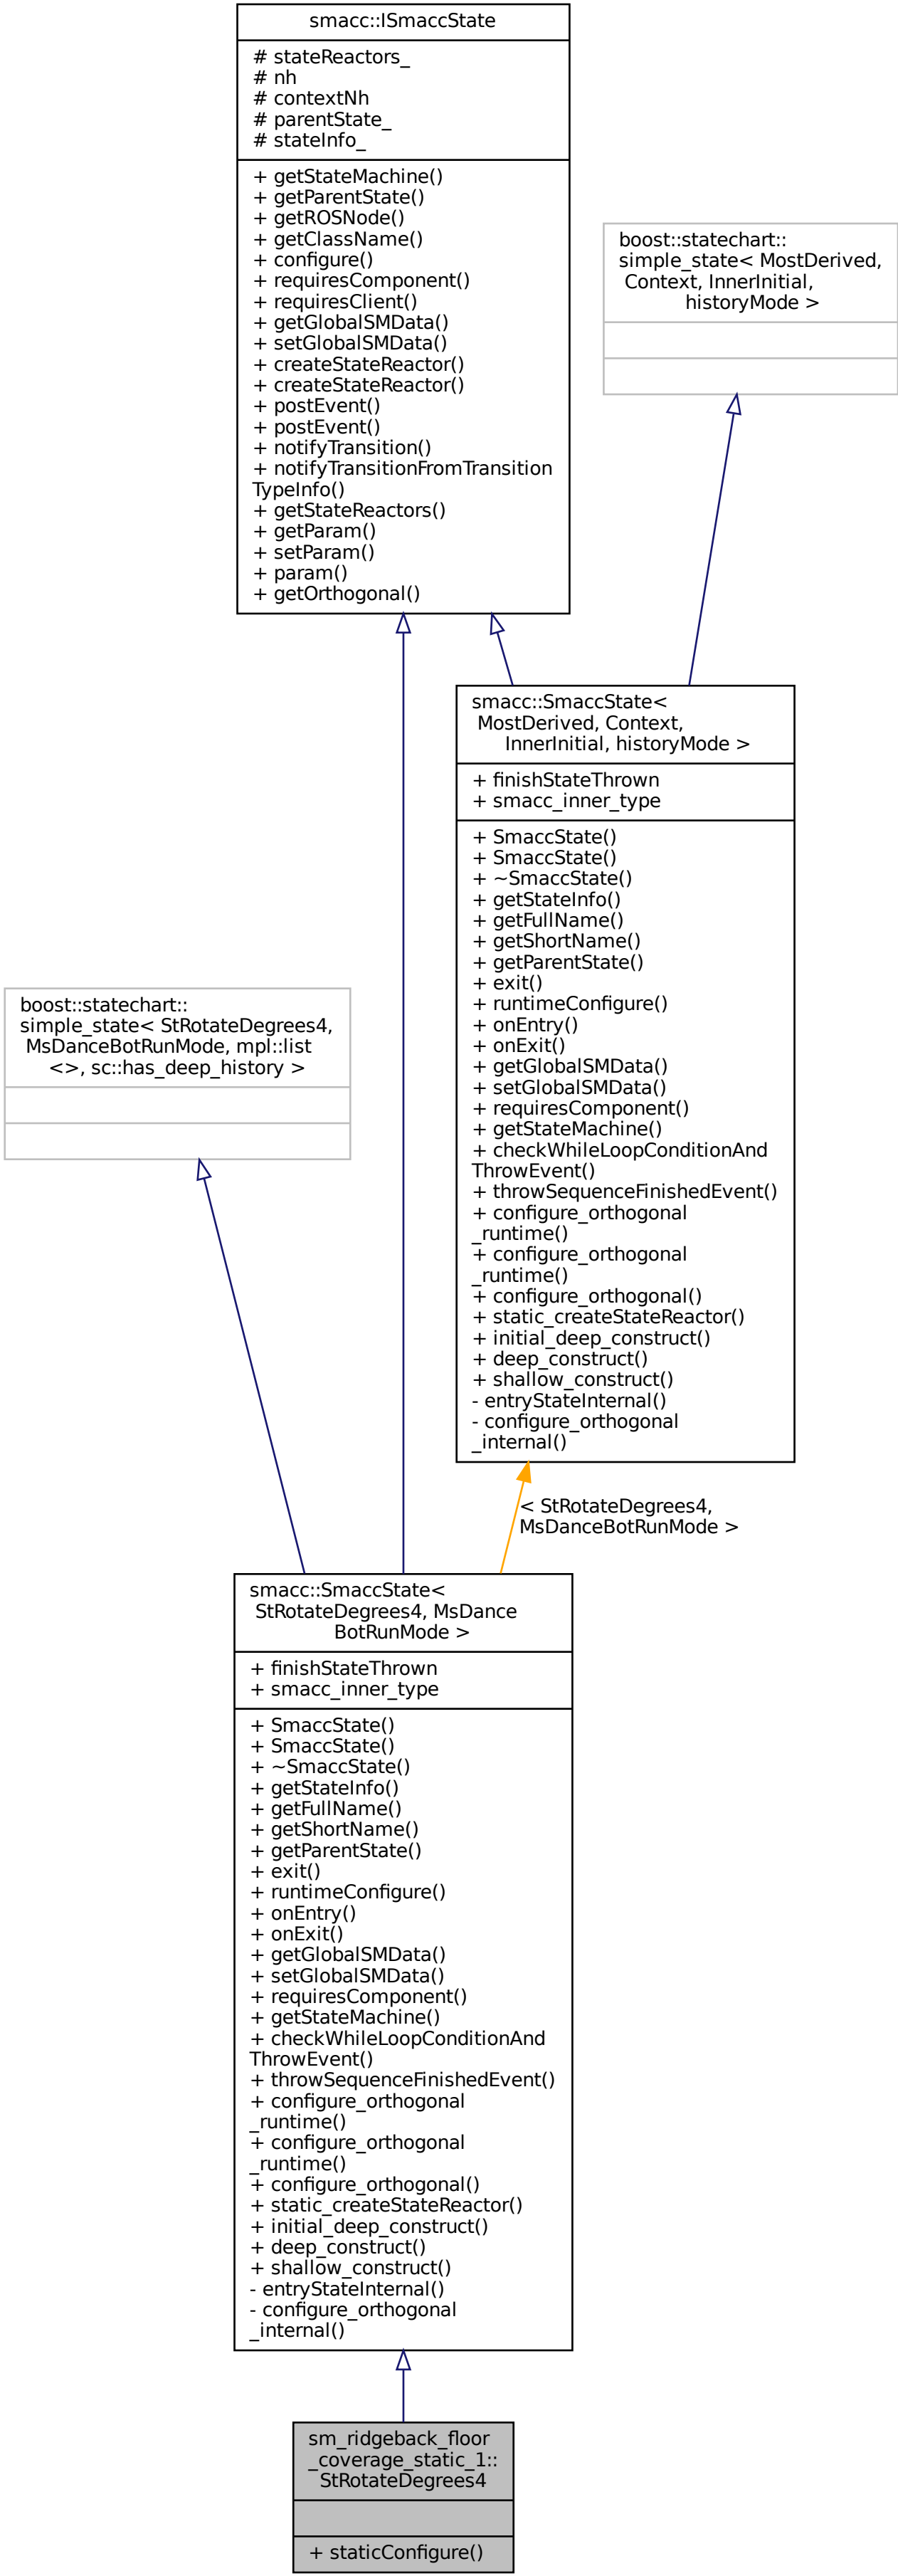 smacc::ISmaccState
# stateReactors_
# nh
# contextNh
# parentState_
# stateInfo_
+ getStateMachine()
+ getParentState()
+ getROSNode()
+ getClassName()
+ configure()
+ requiresComponent()
+ requiresClient()
+ getGlobalSMData()
+ setGlobalSMData()
+ createStateReactor()
+ createStateReactor()
+ postEvent()
+ postEvent()
+ notifyTransition()
+ notifyTransitionFromTransition
TypeInfo()
+ getStateReactors()
+ getParam()
+ setParam()
+ param()
+ getOrthogonal()
boost::statechart::
simple_state< MostDerived,
Context, InnerInitial,
historyMode >
smacc::SmaccState<
MostDerived, Context,
InnerInitial, historyMode >
+ finishStateThrown
+ smacc_inner_type
+ SmaccState()
+ SmaccState()
+ ~SmaccState()
+ getStateInfo()
+ getFullName()
+ getShortName()
+ getParentState()
+ exit()
+ runtimeConfigure()
+ onEntry()
+ onExit()
+ getGlobalSMData()
+ setGlobalSMData()
+ requiresComponent()
+ getStateMachine()
+ checkWhileLoopConditionAnd
ThrowEvent()
+ throwSequenceFinishedEvent()
+ configure_orthogonal
_runtime()
+ configure_orthogonal
_runtime()
+ configure_orthogonal()
+ static_createStateReactor()
+ initial_deep_construct()
+ deep_construct()
+ shallow_construct()
- entryStateInternal()
- configure_orthogonal
_internal()
boost::statechart::
simple_state< StRotateDegrees4,
MsDanceBotRunMode, mpl::list
<>, sc::has_deep_history >
< StRotateDegrees4,
MsDanceBotRunMode >
smacc::SmaccState<
StRotateDegrees4, MsDance
BotRunMode >
+ finishStateThrown
+ smacc_inner_type
+ SmaccState()
+ SmaccState()
+ ~SmaccState()
+ getStateInfo()
+ getFullName()
+ getShortName()
+ getParentState()
+ exit()
+ runtimeConfigure()
+ onEntry()
+ onExit()
+ getGlobalSMData()
+ setGlobalSMData()
+ requiresComponent()
+ getStateMachine()
+ checkWhileLoopConditionAnd
ThrowEvent()
+ throwSequenceFinishedEvent()
+ configure_orthogonal
_runtime()
+ configure_orthogonal
_runtime()
+ configure_orthogonal()
+ static_createStateReactor()
+ initial_deep_construct()
+ deep_construct()
+ shallow_construct()
- entryStateInternal()
- configure_orthogonal
_internal()
sm_ridgeback_floor
_coverage_static_1::
StRotateDegrees4
+ staticConfigure()